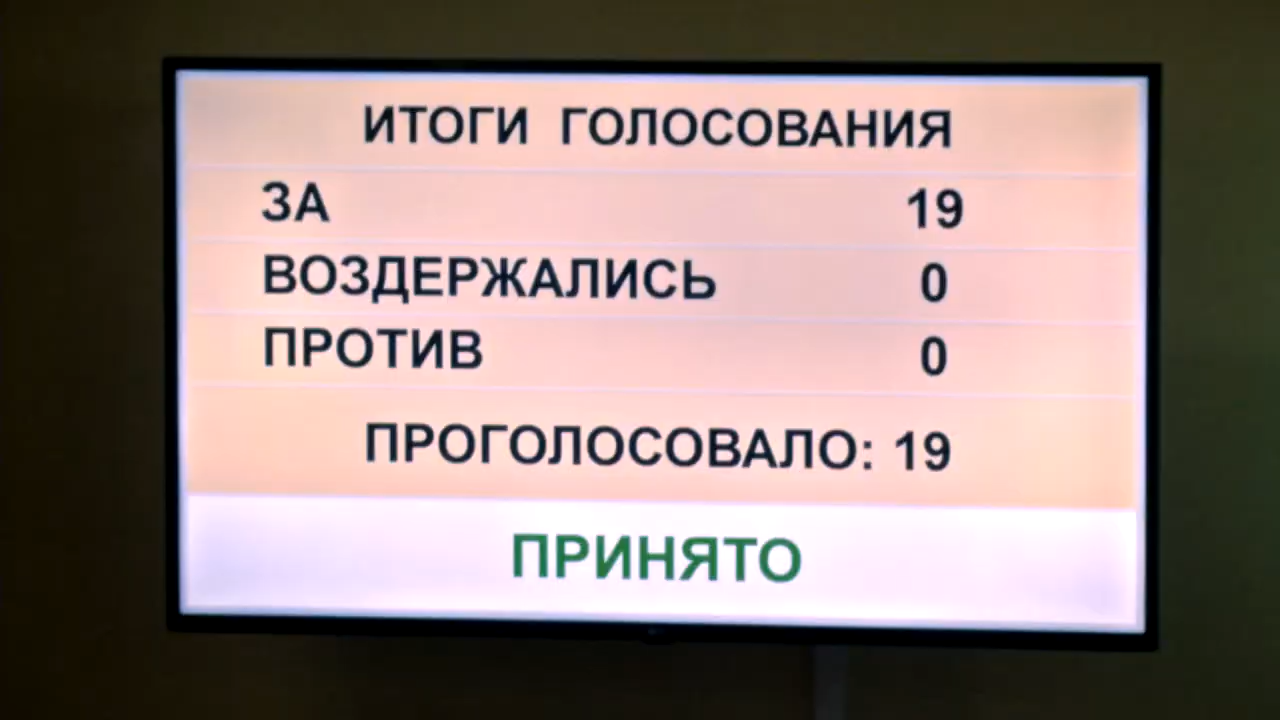 ИТОГИ ГОЛОСОВАНИЯ
ЗА 19
ВОЗДЕРЖАЛИСЬ 0
ПРОТИВ 0
ПРОГОЛОСОВАЛО: 19
ПРИНЯТО